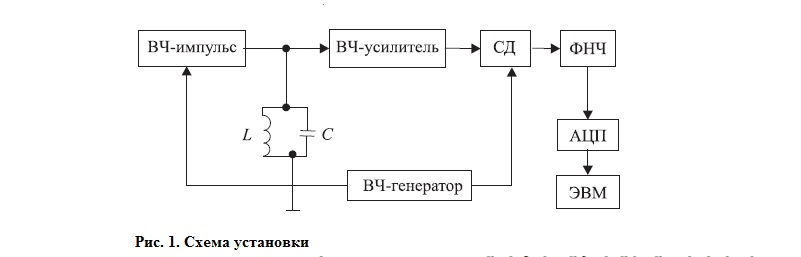 ВЧ-импульс
ВЧ-усилитель
СД
ФНЧ
L
C
АЦП
ВЧ-генератор
ЭВМ
Рис. 1. Схема установки